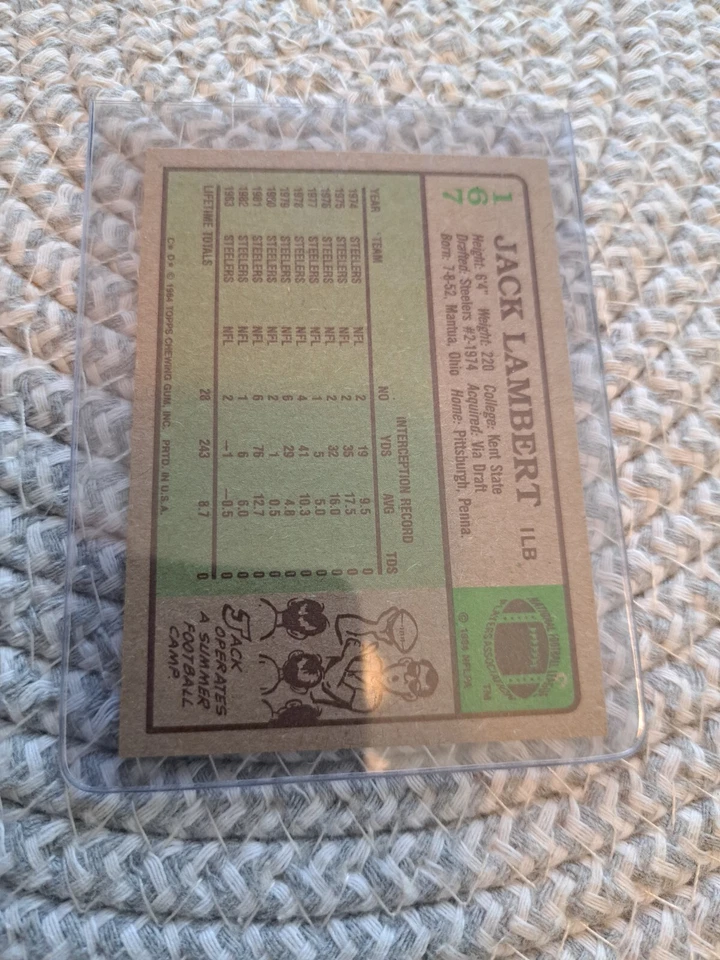 167
JACK LAMBERT ILB
Height: 6'4" Weight: 220 College: Kent State
Drafted: Steelers #2-1974 Acquired: Via Draft
Born: 7-8-52, Mantua, Ohio Home: Pittsburgh, Penna.
PLAYERS ASSOCIATION
TM
© 1984 NFLPA
INTERCEPTION RECORD
YEAR TEAM NO YDS AVG TDS
1974 STEELERS NFL 2 19 9.5 0
1975 STEELERS NFL 2 35 17.5 0
1976 STEELERS NFL 2 32 16.0 0
1977 STEELERS NFL 1 5 5.0 0
1978 STEELERS NFL 4 41 10.3 0
1979 STEELERS NFL 6 29 4.8 0
1980 STEELERS NFL 2 1 0.5 0
1981 STEELERS NFL 6 76 12.7 0
1982 STEELERS NFL 1 6 6.0 0
1983 STEELERS NFL 2 -1 -0.5 0
LIFETIME TOTALS 28 243 8.7 0
JACK
OPERATES
A SUMMER
FOOTBALL
CAMP
© 1984 TOPPS CHEWING GUM, INC. PRTD. IN U.S.A.